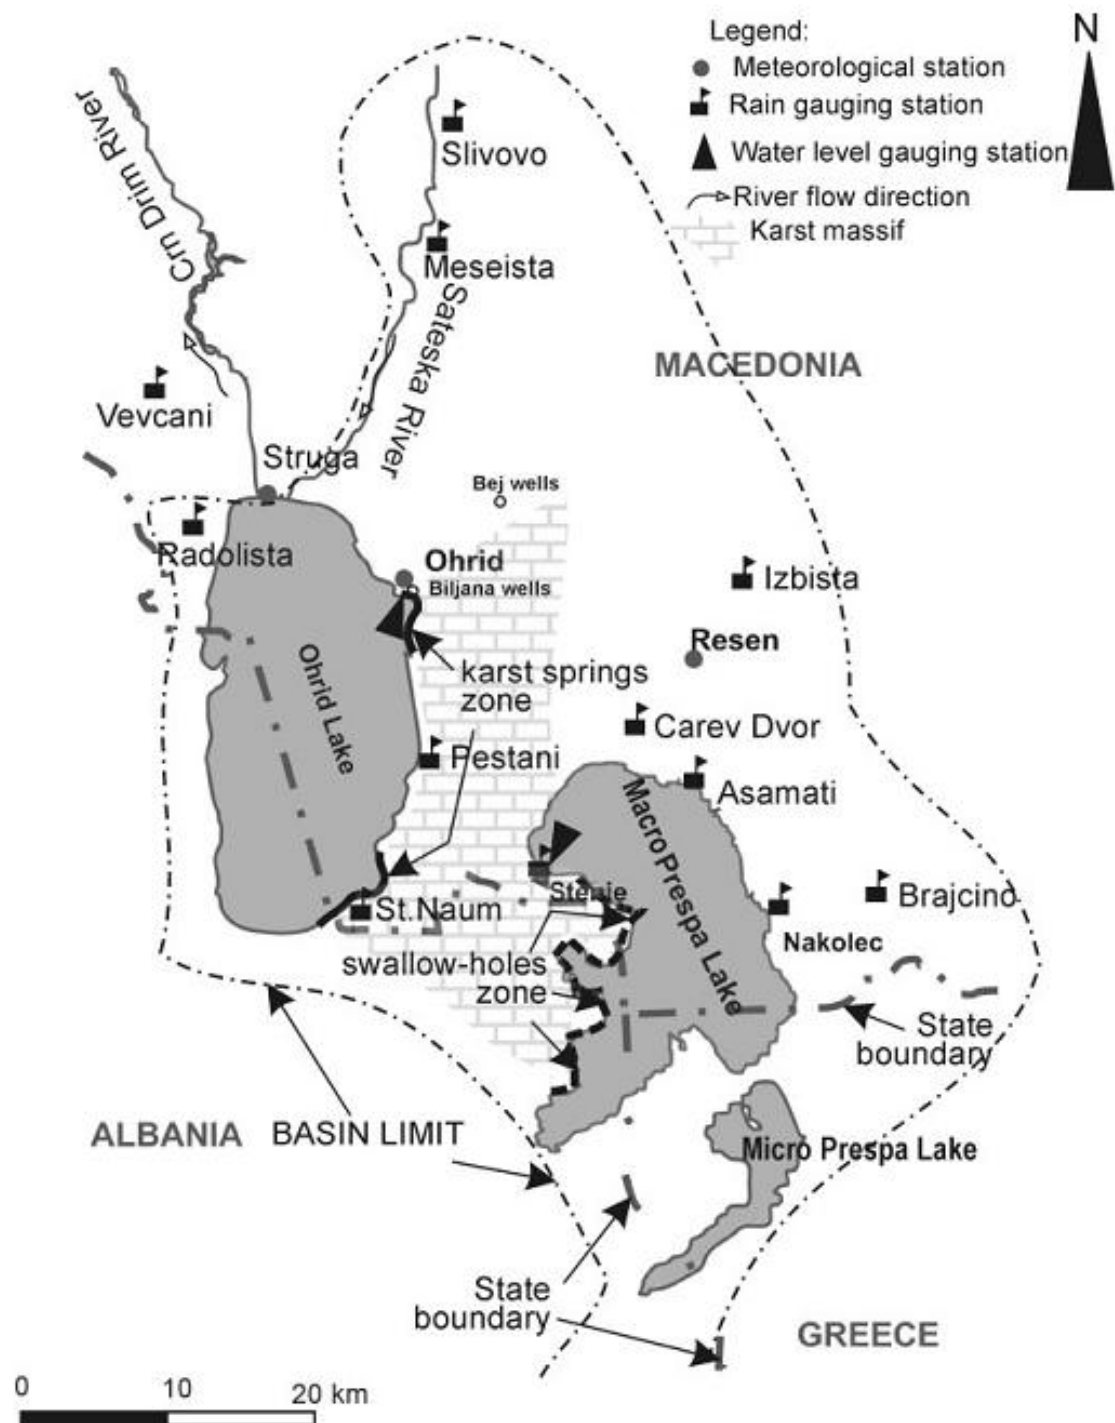 N
Legend:
Meteorological station
Rain gauging station
Water level gauging station
River flow direction
Karst massif
Crn Drim River
Slivovo
Meseista
Sateska River
MACEDONIA
Vevcani
Struga
Bej wells
Radolista
Ohrid
Biljana wells
Izbista
Resen
karst springs
zone
Ohrid Lake
Carev Dvor
Pestani
Asamati
Macro Prespa Lake
Stenje
Brajcino
St.Naum
Nakolec
swallow-holes
zone
State
boundary
ALBANIA
BASIN LIMIT
Micro Prespa Lake
State
boundary
GREECE
0
10
20 km